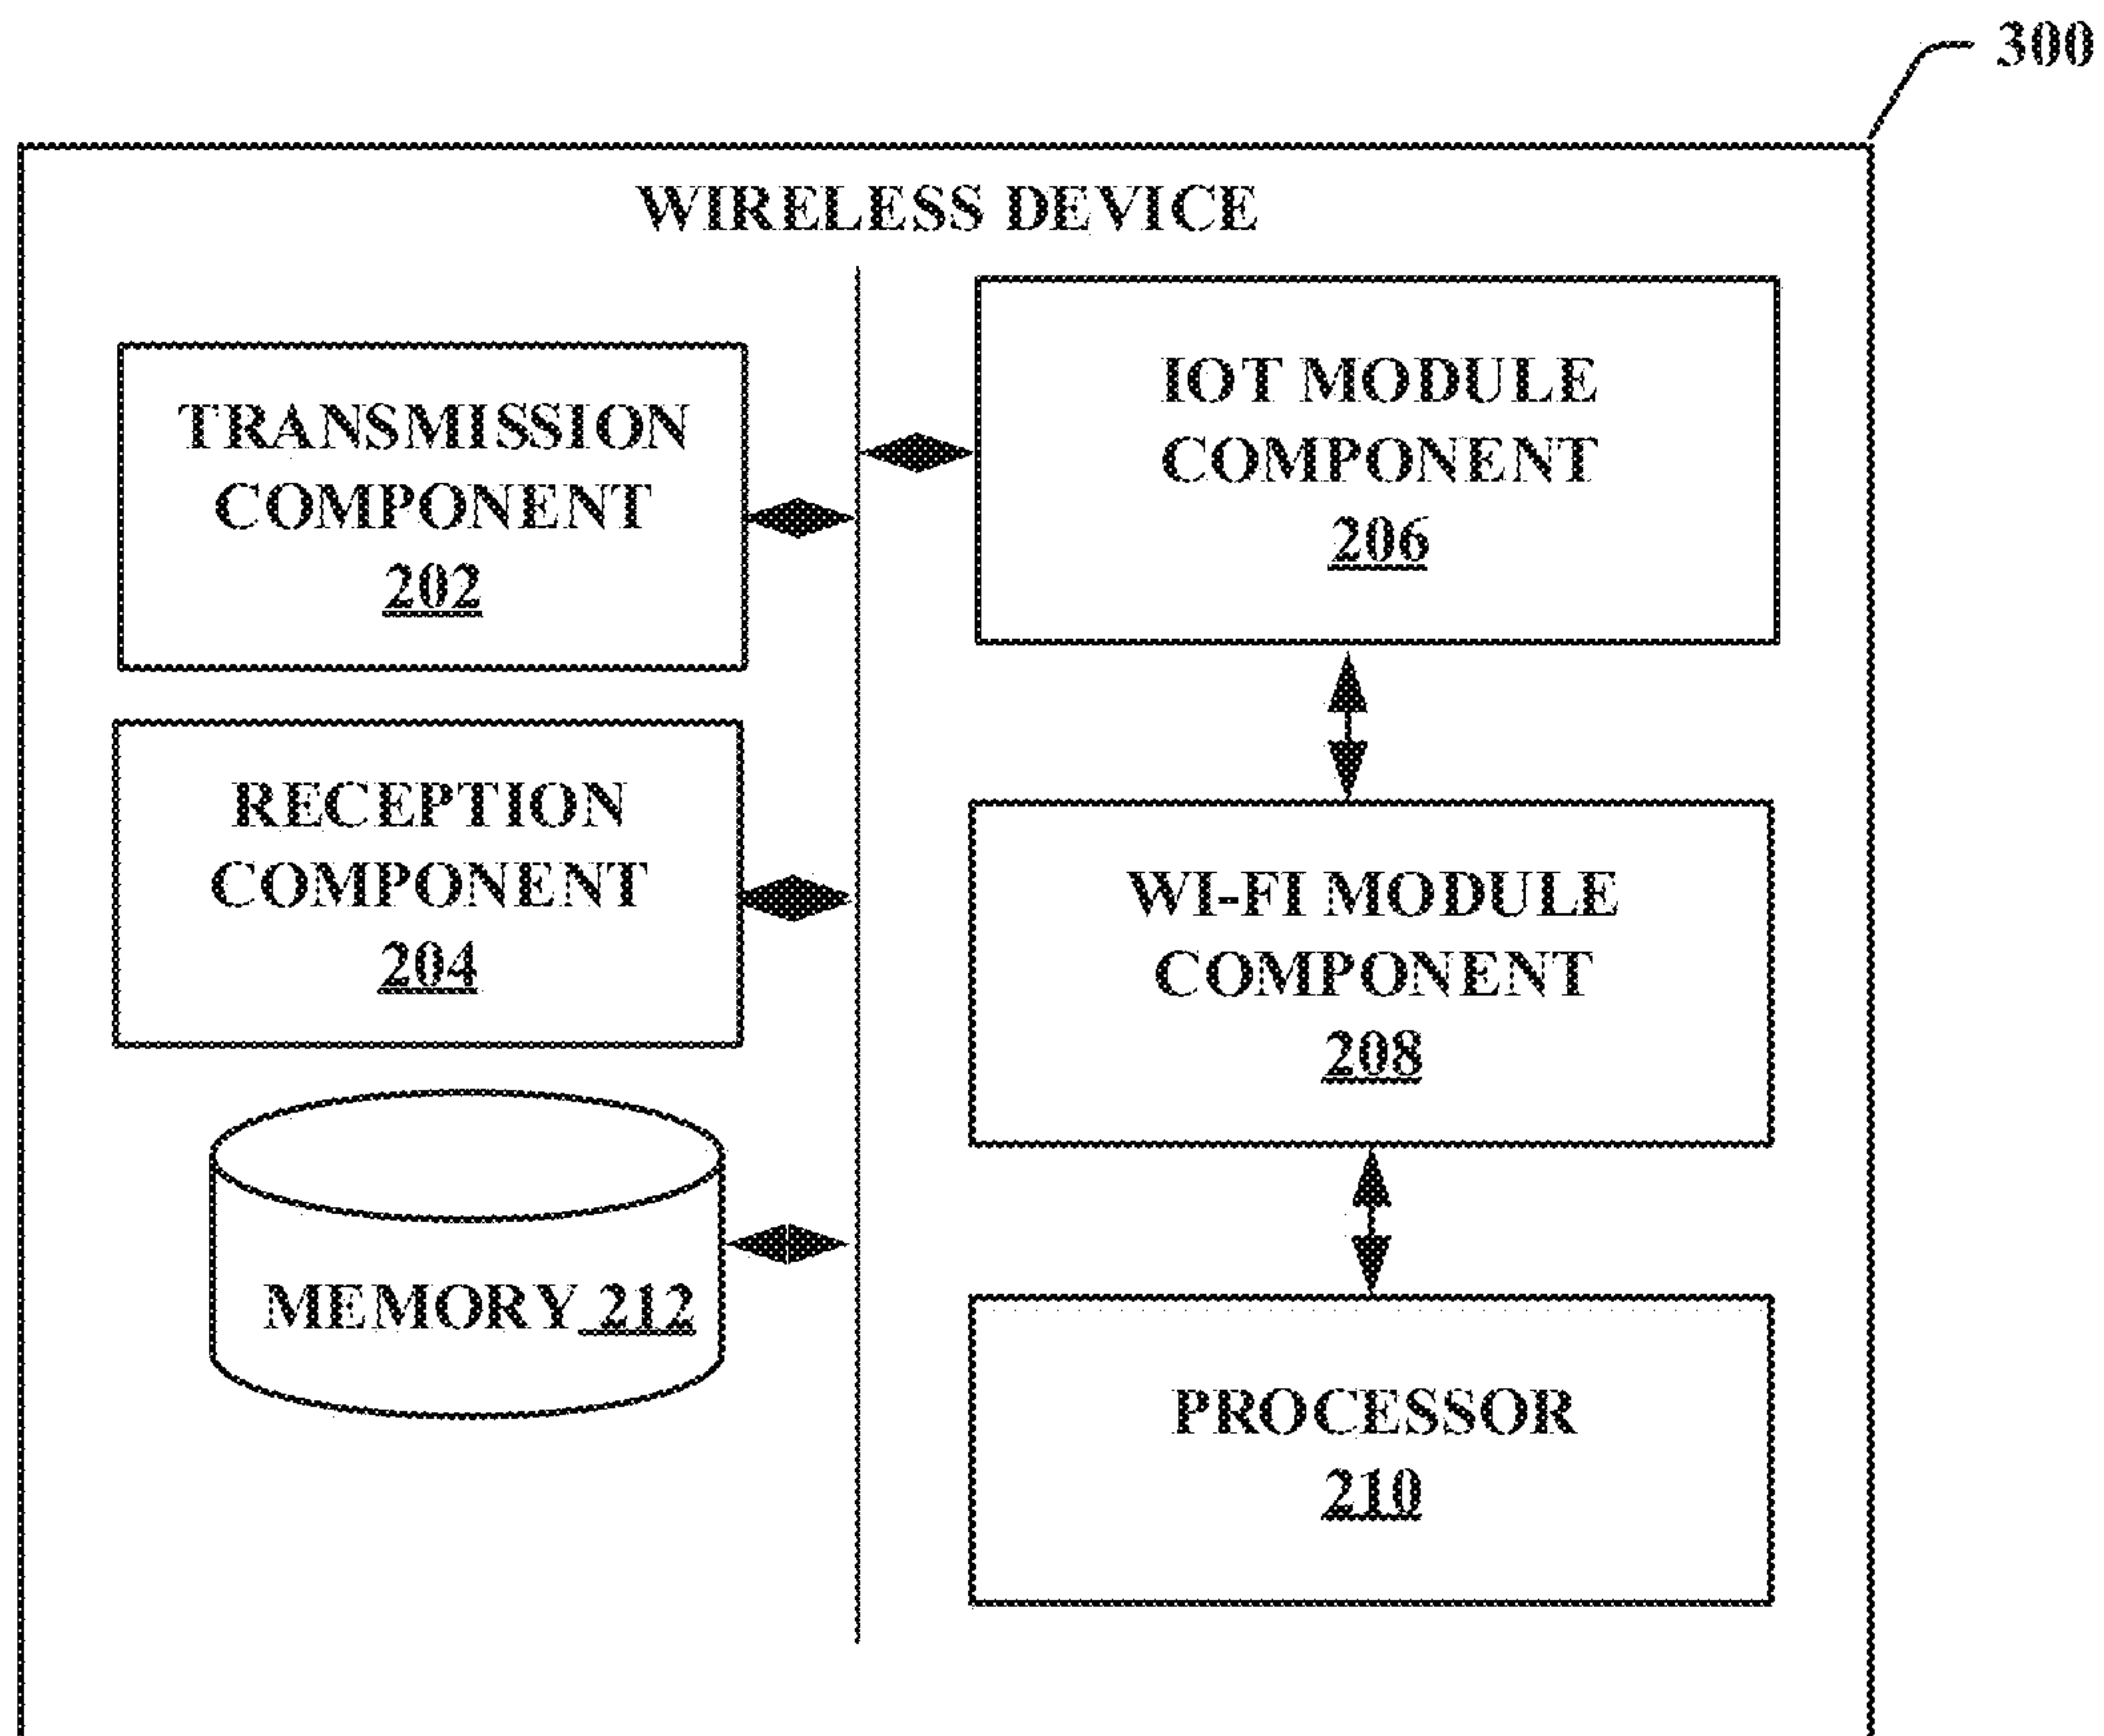 300
WIRELESS DEVICE
TRANSMISSION
COMPONENT
202
RECEPTION
COMPONENT
204
MEMORY 212
IOT MODULE
COMPONENT
206
WI-FI MODULE
COMPONENT
208
PROCESSOR
210